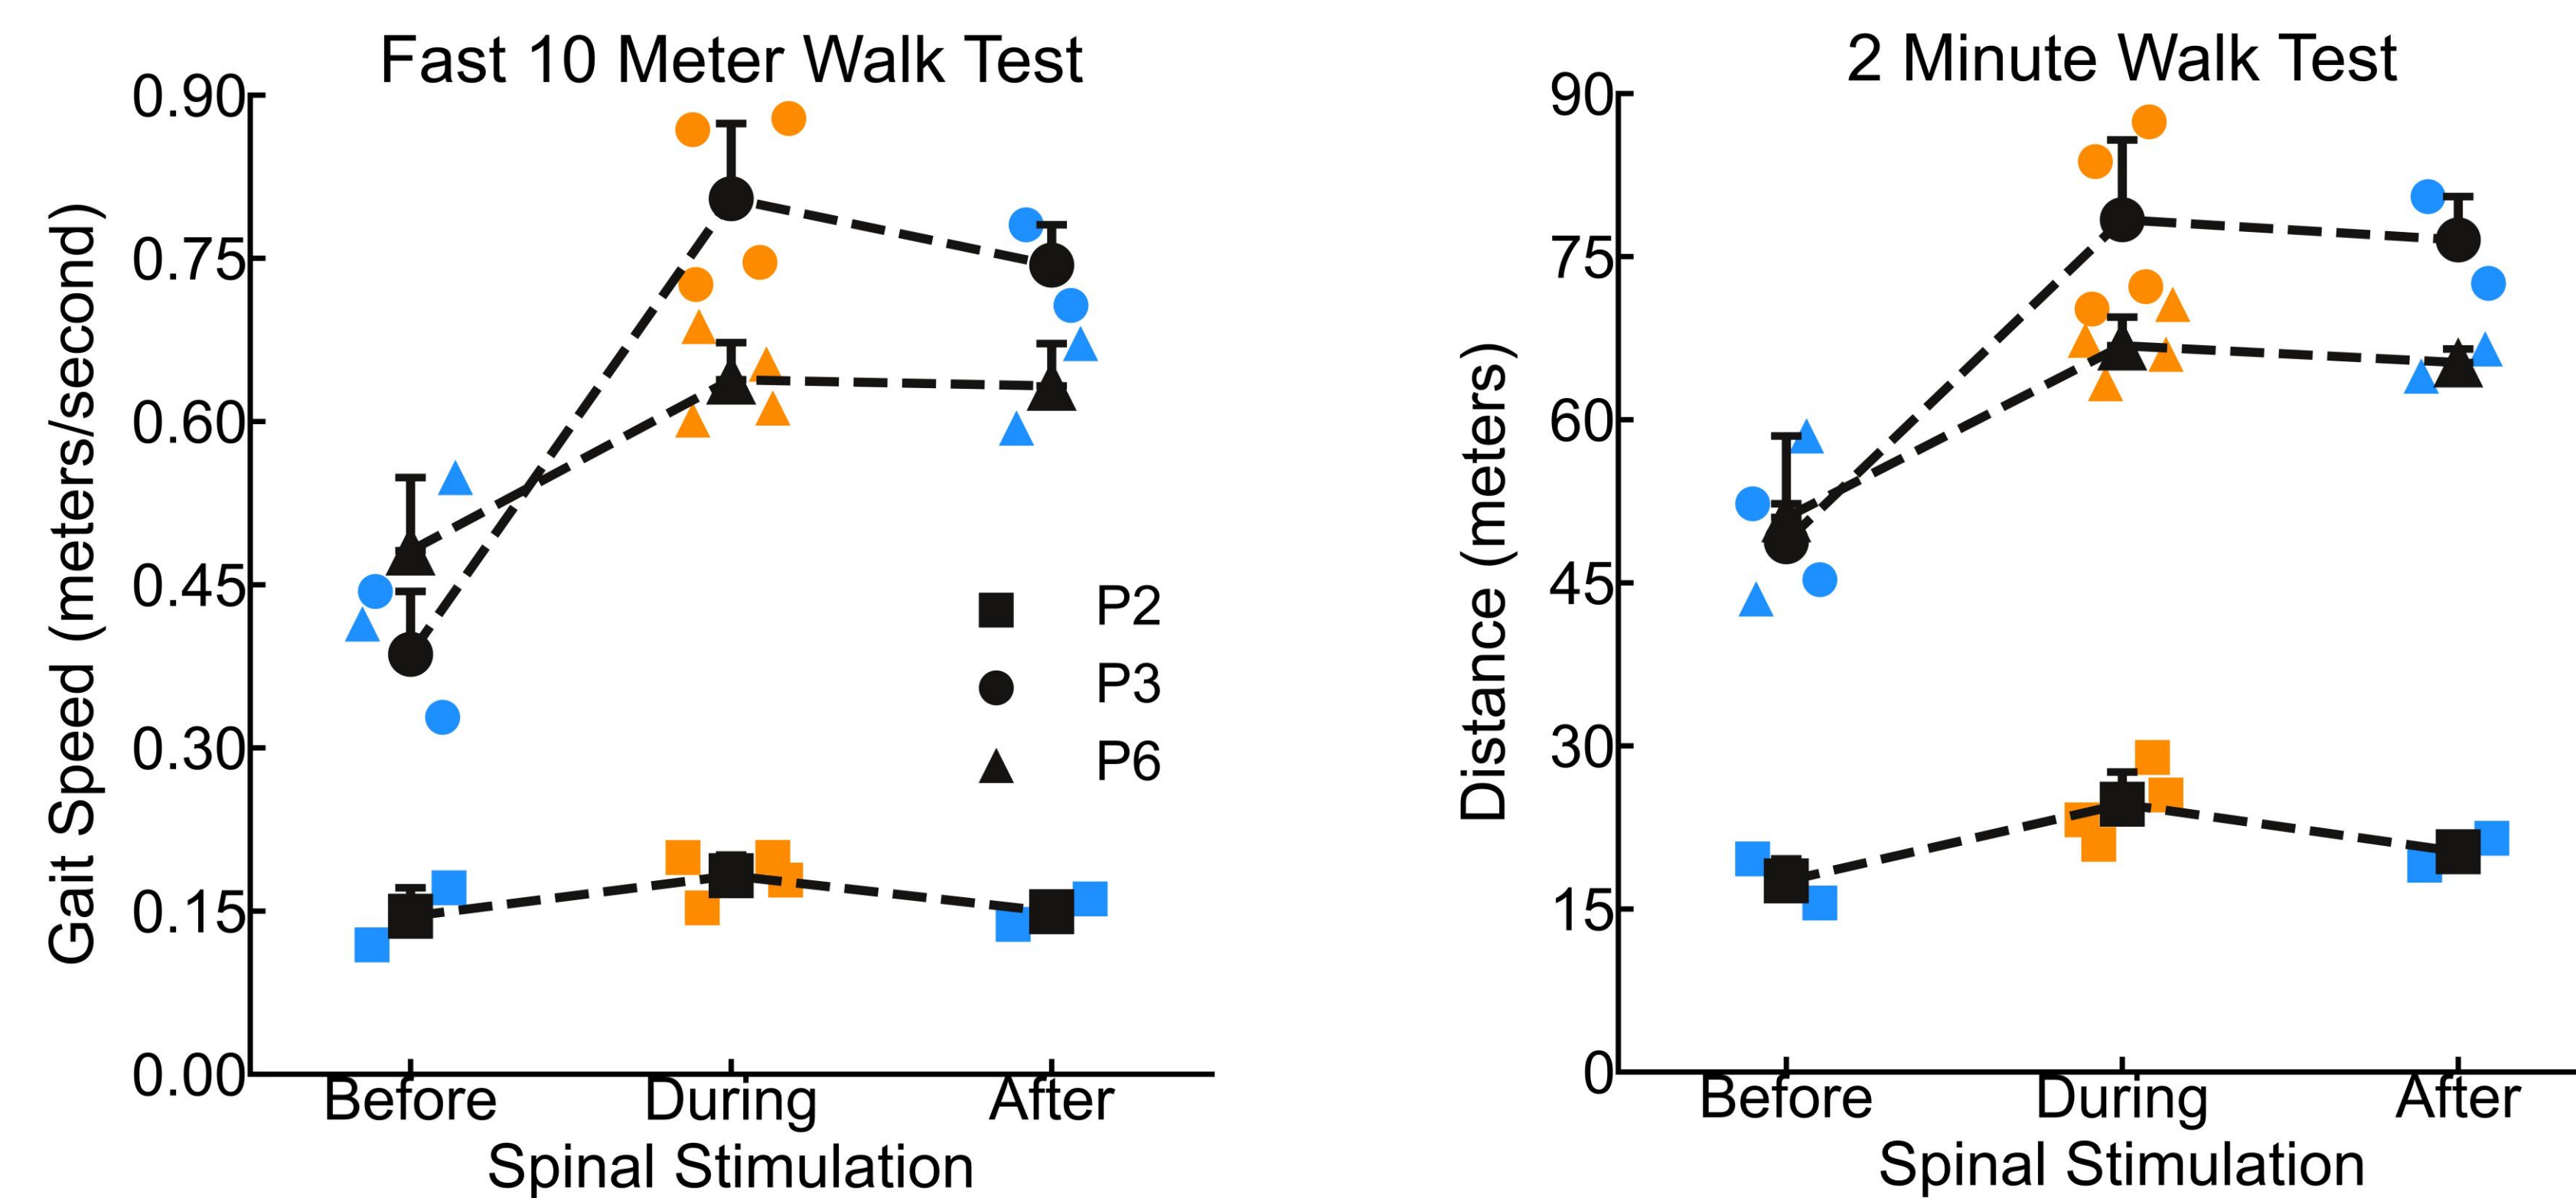 Fast 10 Meter Walk Test
0.90
0.75
0.60
0.45
0.30
0.15
0.00
Gait Speed (meters/second)
P2
P3
P6
Before During After
Spinal Stimulation
2 Minute Walk Test
90
75
60
45
30
15
0
Distance (meters)
Before During After
Spinal Stimulation